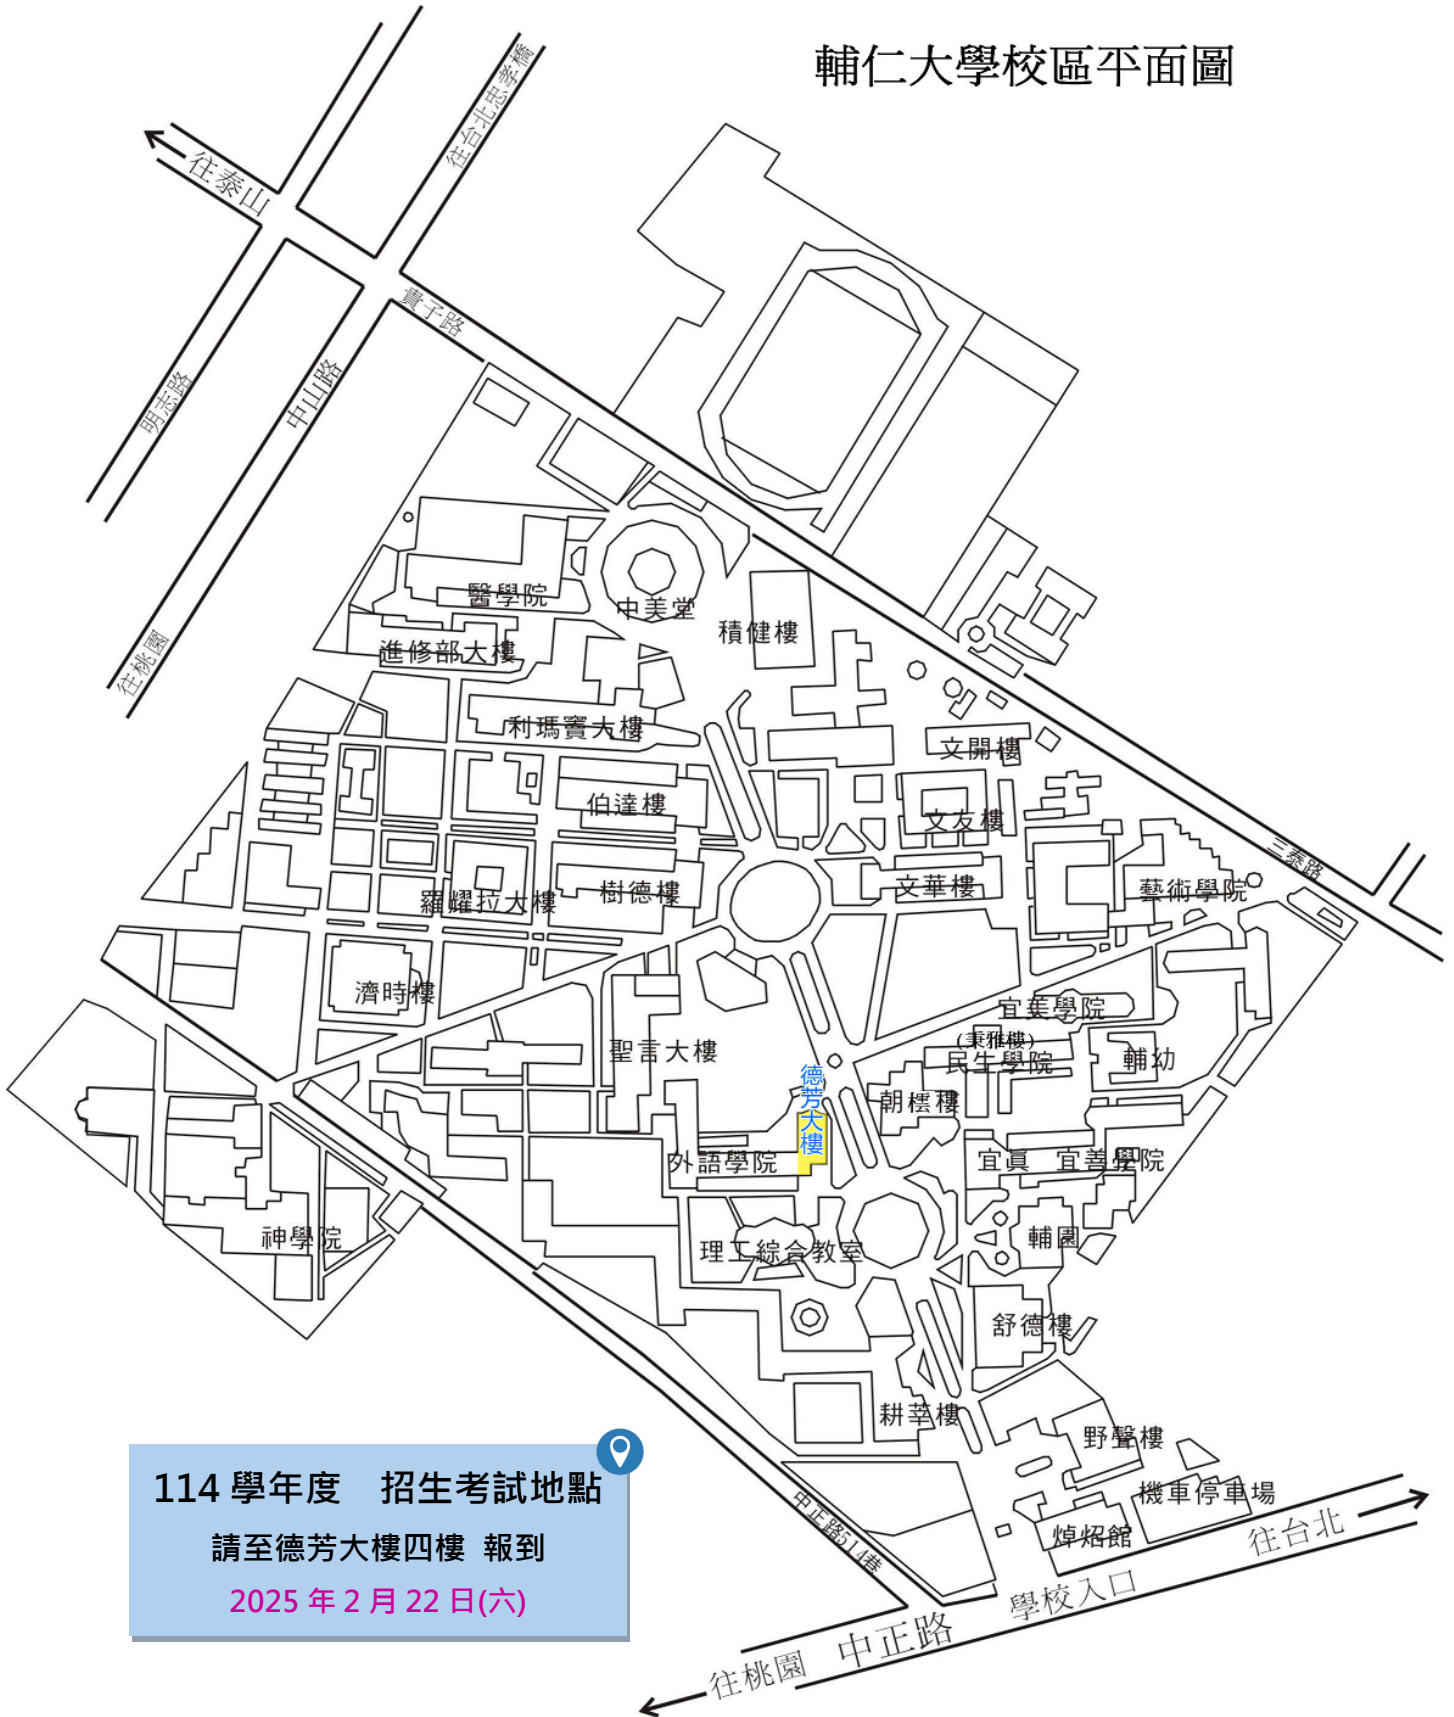 輔仁大學校區平面圖
往台北忠孝橋
往泰山
貴子路
明志路
中山路
往桃園
醫學院
中美堂
積健樓
進修部大樓
利瑪竇大樓
文開樓
伯達樓
文友樓
三泰路
羅耀拉大樓
樹德樓
文華樓
藝術學院
濟時樓
宜美學院
(秉雅樓)
民生學院
聖言大樓
輔幼
德芳大樓
朝橒樓
外語學院
宜真
宜善學院
神學院
理工綜合教室
輔園
舒德樓
耕莘樓
野聲樓
機車停車場
中正路514巷
焯炤館
往台北
學校入口
中正路
往桃園
114 學年度 招生考試地點
請至德芳大樓四樓 報到
2025 年 2 月 22 日(六)